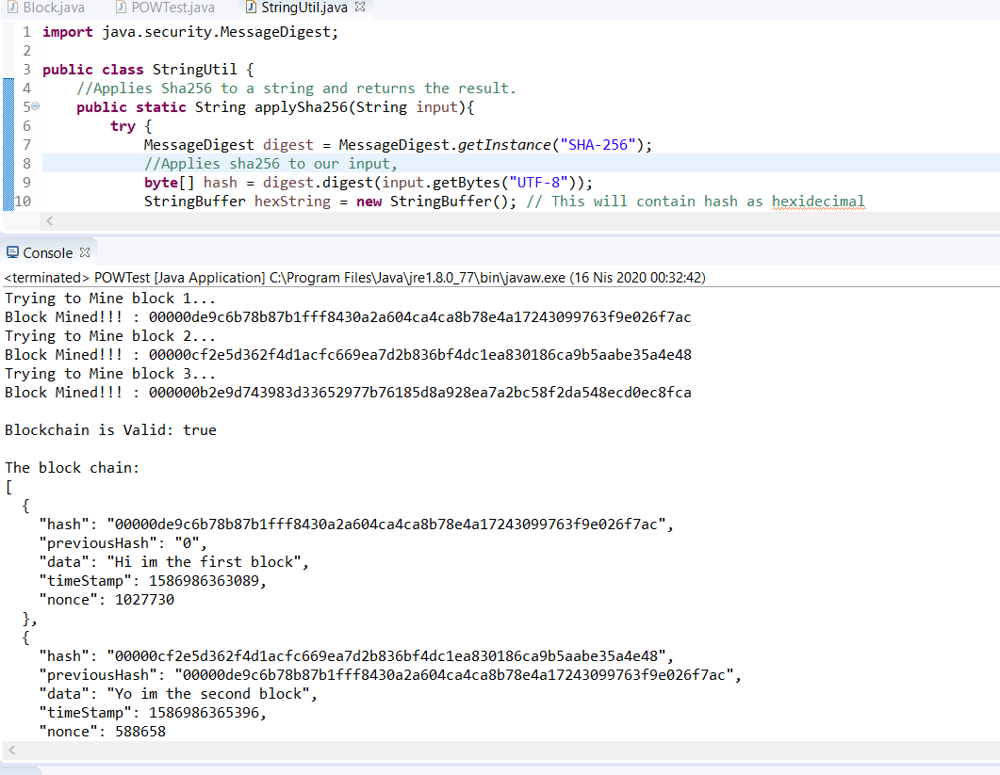 Block.java POWTest.java StringUtil.java
1 import java.security.MessageDigest;
2
3 public class StringUtil {
4 //Applies Sha256 to a string and returns the result.
5 public static String applySha256(String input){
6 try {
7 MessageDigest digest = MessageDigest.getInstance("SHA-256");
8 //Applies sha256 to our input,
9 byte[] hash = digest.digest(input.getBytes("UTF-8"));
10 StringBuffer hexString = new StringBuffer(); // This will contain hash as hexidecimal
Console
<terminated> POWTest [Java Application] C:\Program Files\Java\jre1.8.0_77\bin\javaw.exe (16 Nis 2020 00:32:42)
Trying to Mine block 1...
Block Mined!!! : 00000de9c6b78b87b1fff8430a2a604ca4ca8b78e4a17243099763f9e026f7ac
Trying to Mine block 2...
Block Mined!!! : 00000cf2e5d362f4d1acfc669ea7d2b836bf4dc1ea830186ca9b5aabe35a4e48
Trying to Mine block 3...
Block Mined!!! : 000000b2e9d743983d33652977b76185d8a928ea7a2bc58f2da548ecd0ec8fca
Blockchain is Valid: true
The block chain:
[
{
"hash": "00000de9c6b78b87b1fff8430a2a604ca4ca8b78e4a17243099763f9e026f7ac",
"previousHash": "0",
"data": "Hi im the first block",
"timeStamp": 1586986363089,
"nonce": 1027730
},
{
"hash": "00000cf2e5d362f4d1acfc669ea7d2b836bf4dc1ea830186ca9b5aabe35a4e48",
"previousHash": "00000de9c6b78b87b1fff8430a2a604ca4ca8b78e4a17243099763f9e026f7ac",
"data": "Yo im the second block",
"timeStamp": 1586986365396,
"nonce": 588658